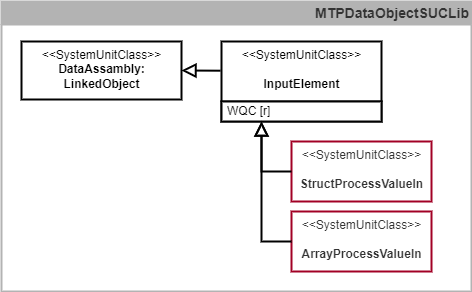 MTPDataObjectSUCLib
<<SystemUnitClass>>
DataAssambly:
LinkedObject
<<SystemUnitClass>>
InputElement
WQC [r]
<<SystemUnitClass>>
StructProcessValueIn
<<SystemUnitClass>>
ArrayProcessValueIn